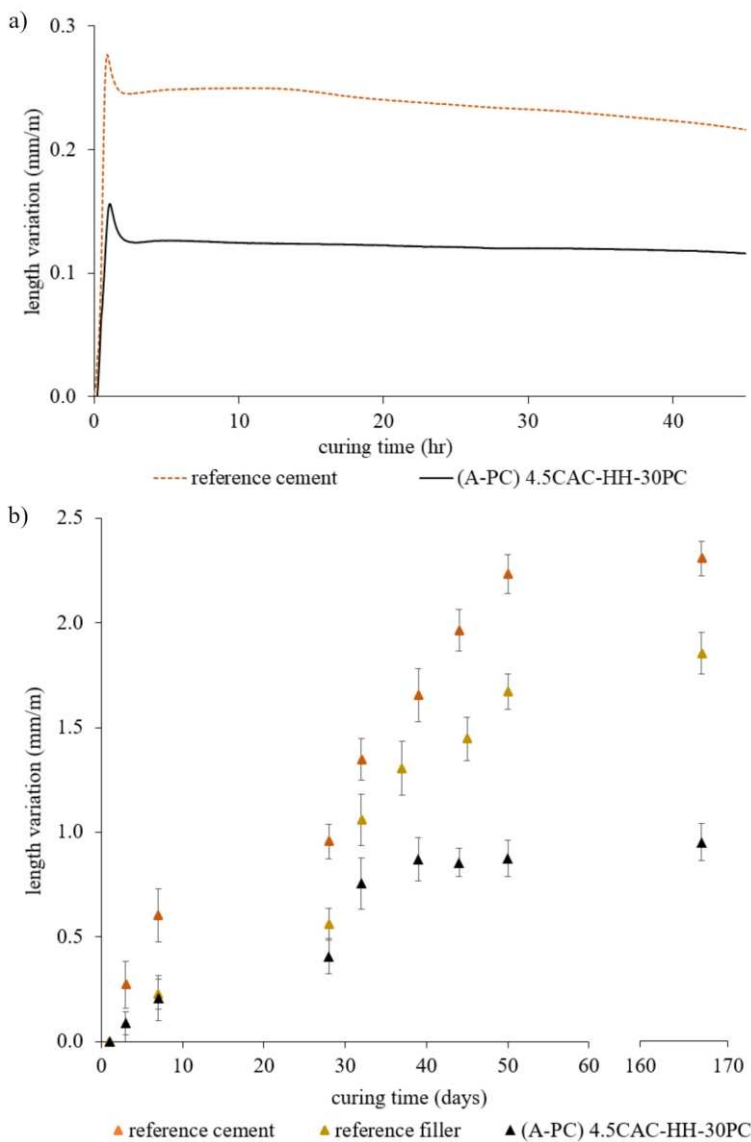 a)
0.3
0.2
0.1
0.0
length variation (mm/m)
0 10 20 30 40
curing time (hr)
reference cement (A-PC) 4.5CAC-HH-30PC
b)
2.5
2.0
1.5
1.0
0.5
0.0
length variation (mm/m)
0 10 20 30 40 50 60 160 170
curing time (days)
reference cement reference filler (A-PC) 4.5CAC-HH-30PC